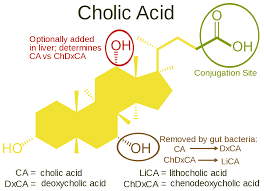 Cholic Acid
Optionally added
in liver; determines
CA vs ChDxCA
OH
O
OH
Conjugation Site
HO
OH
Removed by gut bacteria:
CA → DxCA
ChDxCA → LiCA
CA = cholic acid
DxCA = deoxycholic acid
LiCA = lithocholic acid
ChDxCA = chenodeoxycholic acid